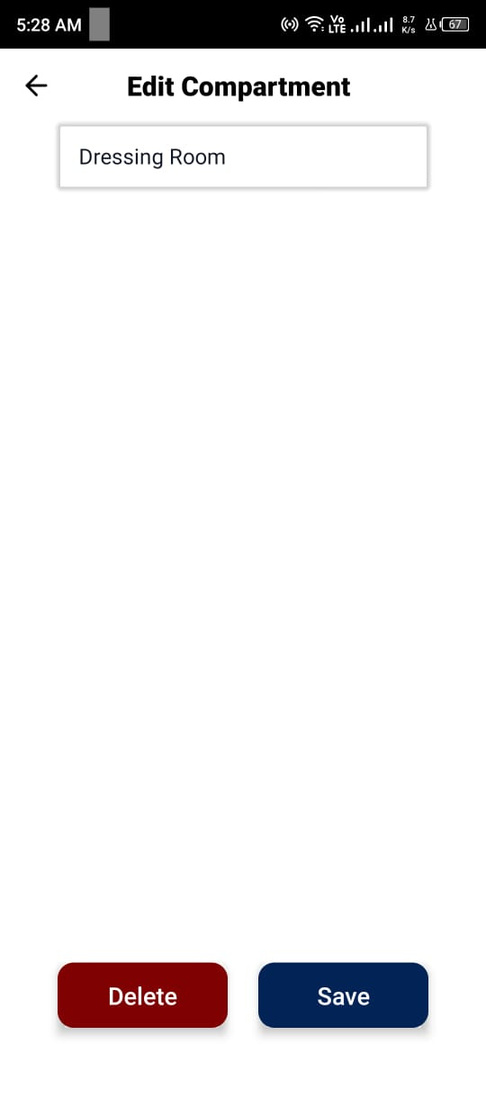 5:28 AM
Vo
LTE
8.7
K/s
67
Edit Compartment
Dressing Room
Delete
Save